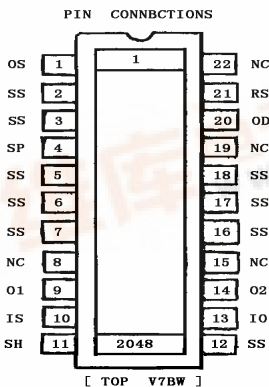 PIN CONNBCTIONS
1
OS 1 22 NC
SS 2 21 RS
SS 3 20 OD
SP 4 19 NC
SS 5 18 SS
SS 6 17 SS
SS 7 16 SS
NC 8 15 NC
O1 9 14 O2
IS 10 13 IO
SH 11 2048 12 SS
[ TOP V7BW ]